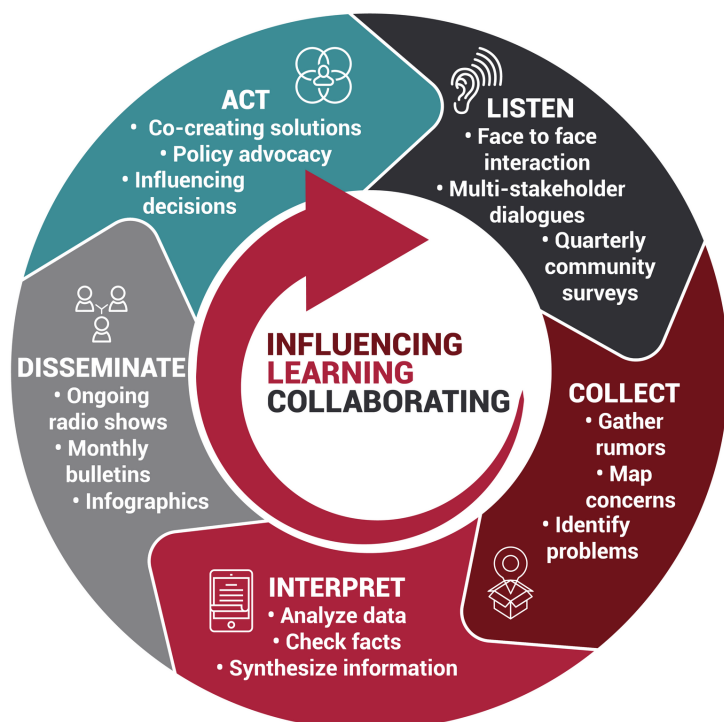 ACT
• Co-creating solutions
• Policy advocacy
• Influencing
decisions
LISTEN
• Face to face
interaction
• Multi-stakeholder
dialogues
• Quarterly
community
surveys
COLLECT
• Gather
rumors
• Map
concerns
• Identify
problems
INTERPRET
• Analyze data
• Check facts
• Synthesize information
DISSEMINATE
• Ongoing
radio shows
• Monthly
bulletins
• Infographics
INFLUENCING
LEARNING
COLLABORATING